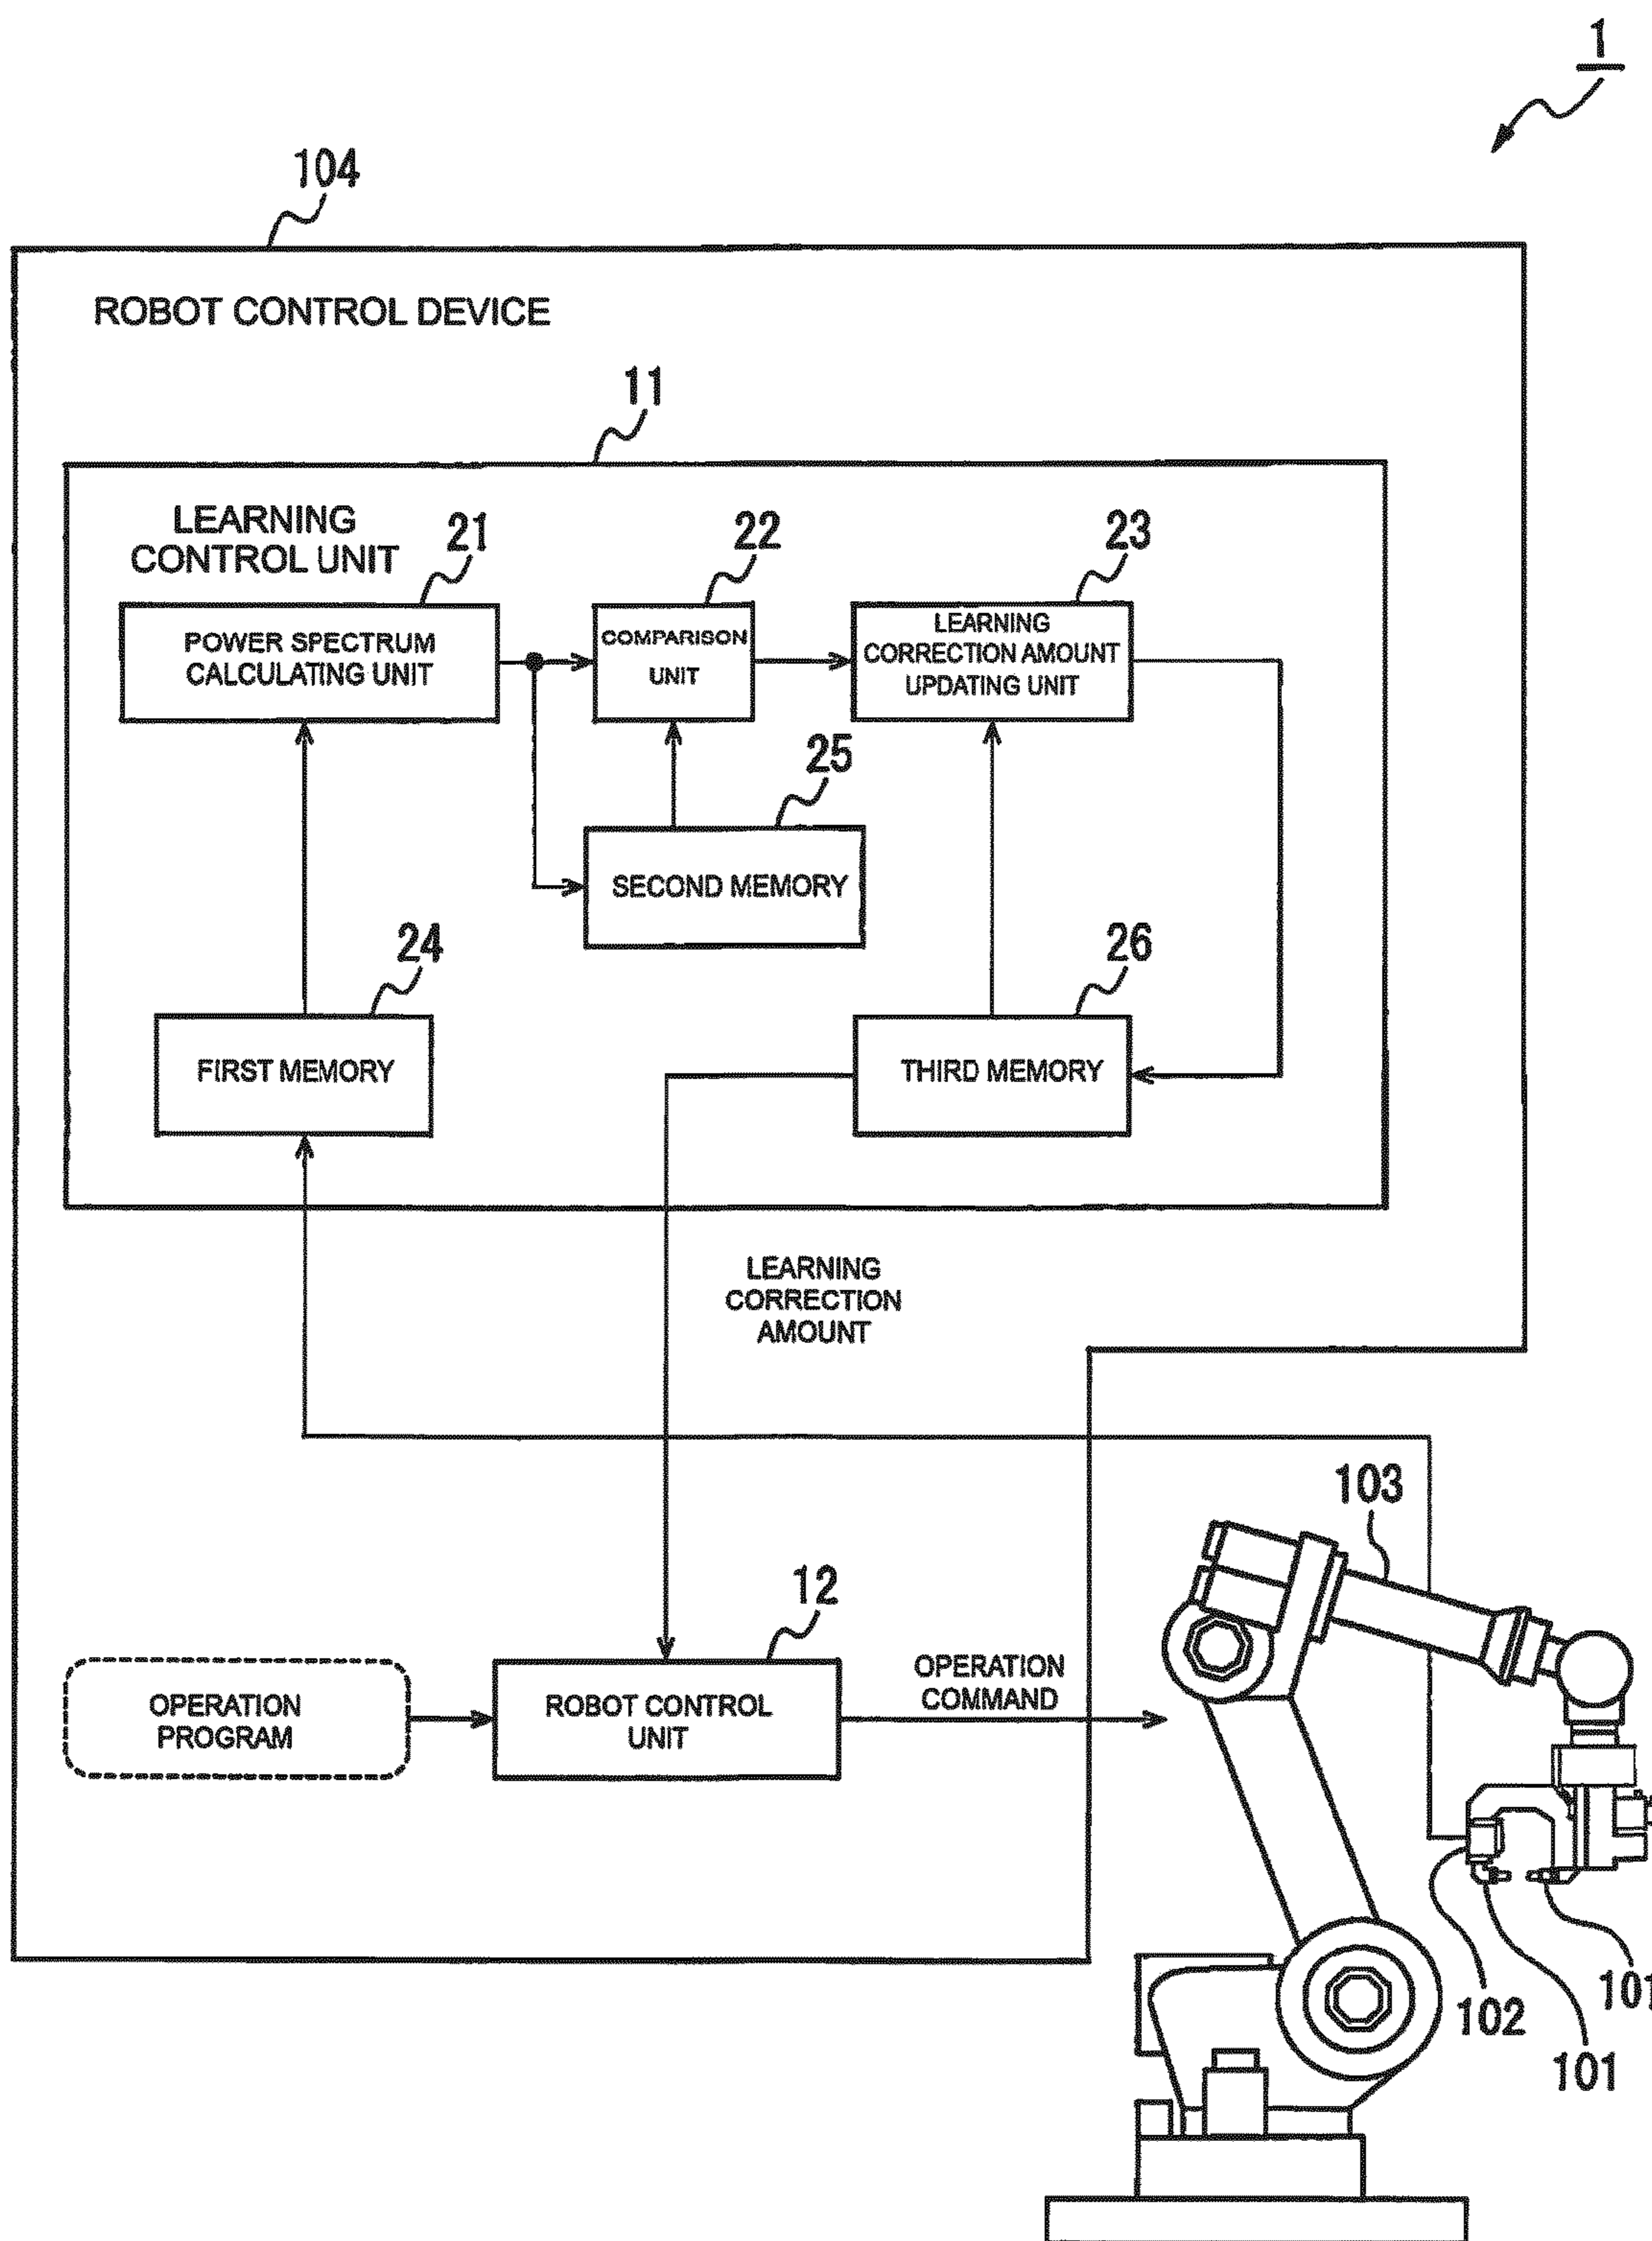 1
104
ROBOT CONTROL DEVICE
11
LEARNING
CONTROL UNIT
21
22
23
POWER SPECTRUM
CALCULATING UNIT
COMPARISON
UNIT
LEARNING
CORRECTION AMOUNT
UPDATING UNIT
25
SECOND MEMORY
24
26
FIRST MEMORY
THIRD MEMORY
LEARNING
CORRECTION
AMOUNT
103
12
OPERATION
PROGRAM
ROBOT CONTROL
UNIT
OPERATION
COMMAND
102
101
101